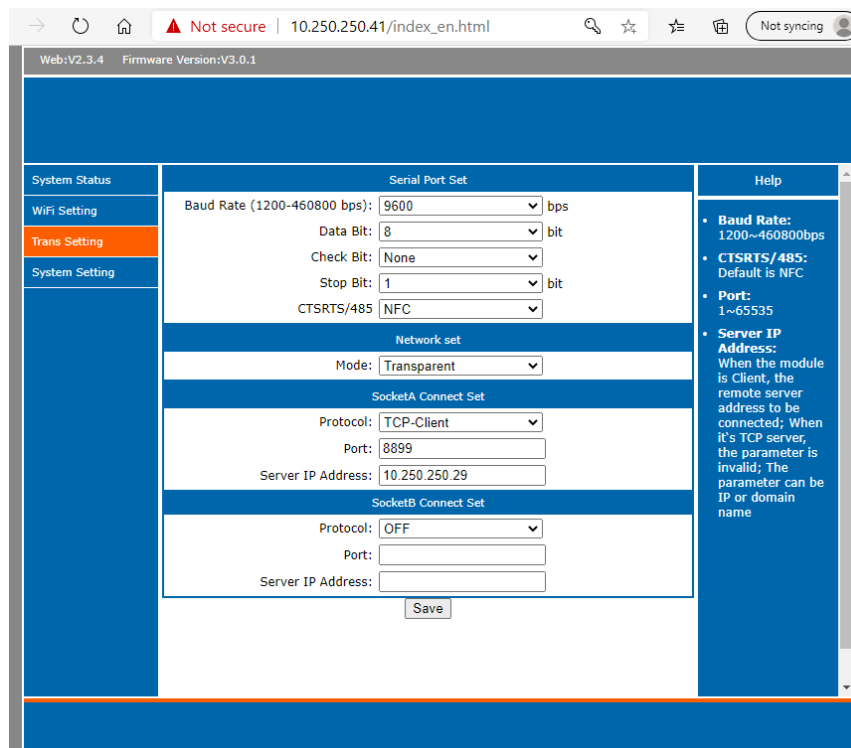 Not secure | 10.250.250.41/index_en.html
Not syncing
Web:V2.3.4 Firmware Version:V3.0.1
System Status
WiFi Setting
Trans Setting
System Setting
Serial Port Set
Baud Rate (1200-460800 bps): 9600 bps
Data Bit: 8 bit
Check Bit: None
Stop Bit: 1 bit
CTSRTS/485 NFC
Network set
Mode: Transparent
SocketA Connect Set
Protocol: TCP-Client
Port: 8899
Server IP Address: 10.250.250.29
SocketB Connect Set
Protocol: OFF
Port:
Server IP Address:
Save
Help
• Baud Rate:
1200~460800bps
• CTSRTS/485:
Default is NFC
• Port:
1~65535
• Server IP
Address:
When the module
is Client, the
remote server
address to be
connected; When
it's TCP server,
the parameter is
invalid; The
parameter can be
IP or domain
name